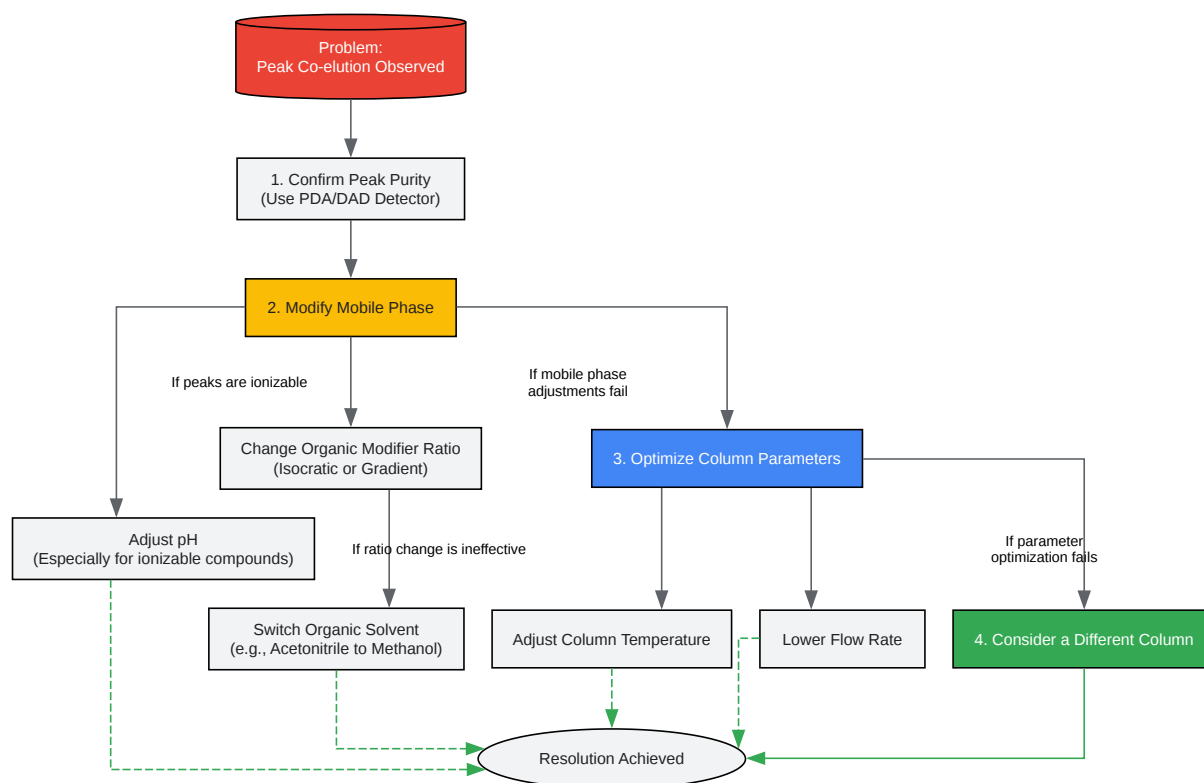 Problem:
Peak Co-elution Observed
1. Confirm Peak Purity
(Use PDA/DAD Detector)
2. Modify Mobile Phase
If peaks are ionizable
If mobile phase
adjustments fail
Change Organic Modifier Ratio
(Isocratic or Gradient)
3. Optimize Column Parameters
Adjust pH
(Especially for ionizable compounds)
If ratio change is ineffective
If parameter
optimization fails
Switch Organic Solvent
(e.g., Acetonitrile to Methanol)
Adjust Column Temperature
Lower Flow Rate
4. Consider a Different Column
Resolution Achieved